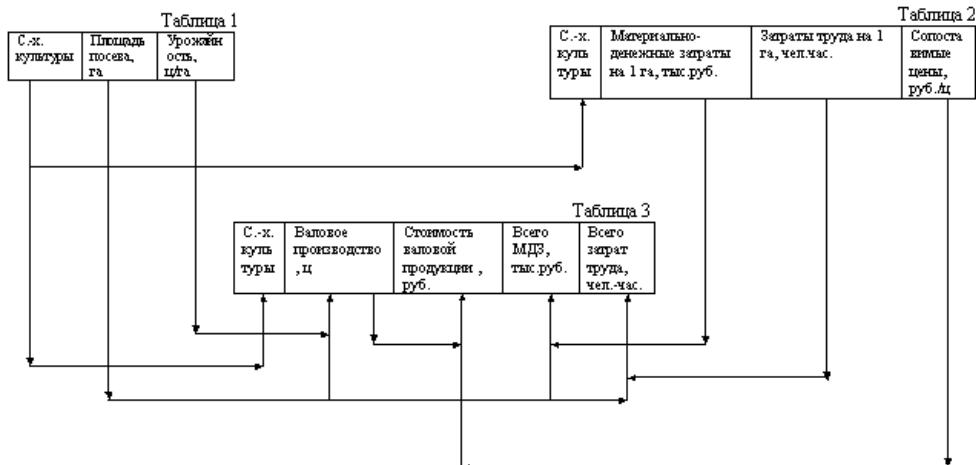 Таблица 1
С.-х.
культуры
Площадь
посева,
га
Урожайн
ость,
ц/га
Таблица 2
С.-х.
куль
туры
Материально-
денежные затраты
на 1 га, тыс.руб.
Затраты труда на 1
га, чел.час.
Сопоста
вимые
цены,
руб./ц
Таблица 3
С.-х.
куль
туры
Валовое
производство
, ц
Стоимость
валовой
продукции ,
руб.
Всего
МДЗ,
тыс.руб.
Всего
затрат
труда,
чел.-час.